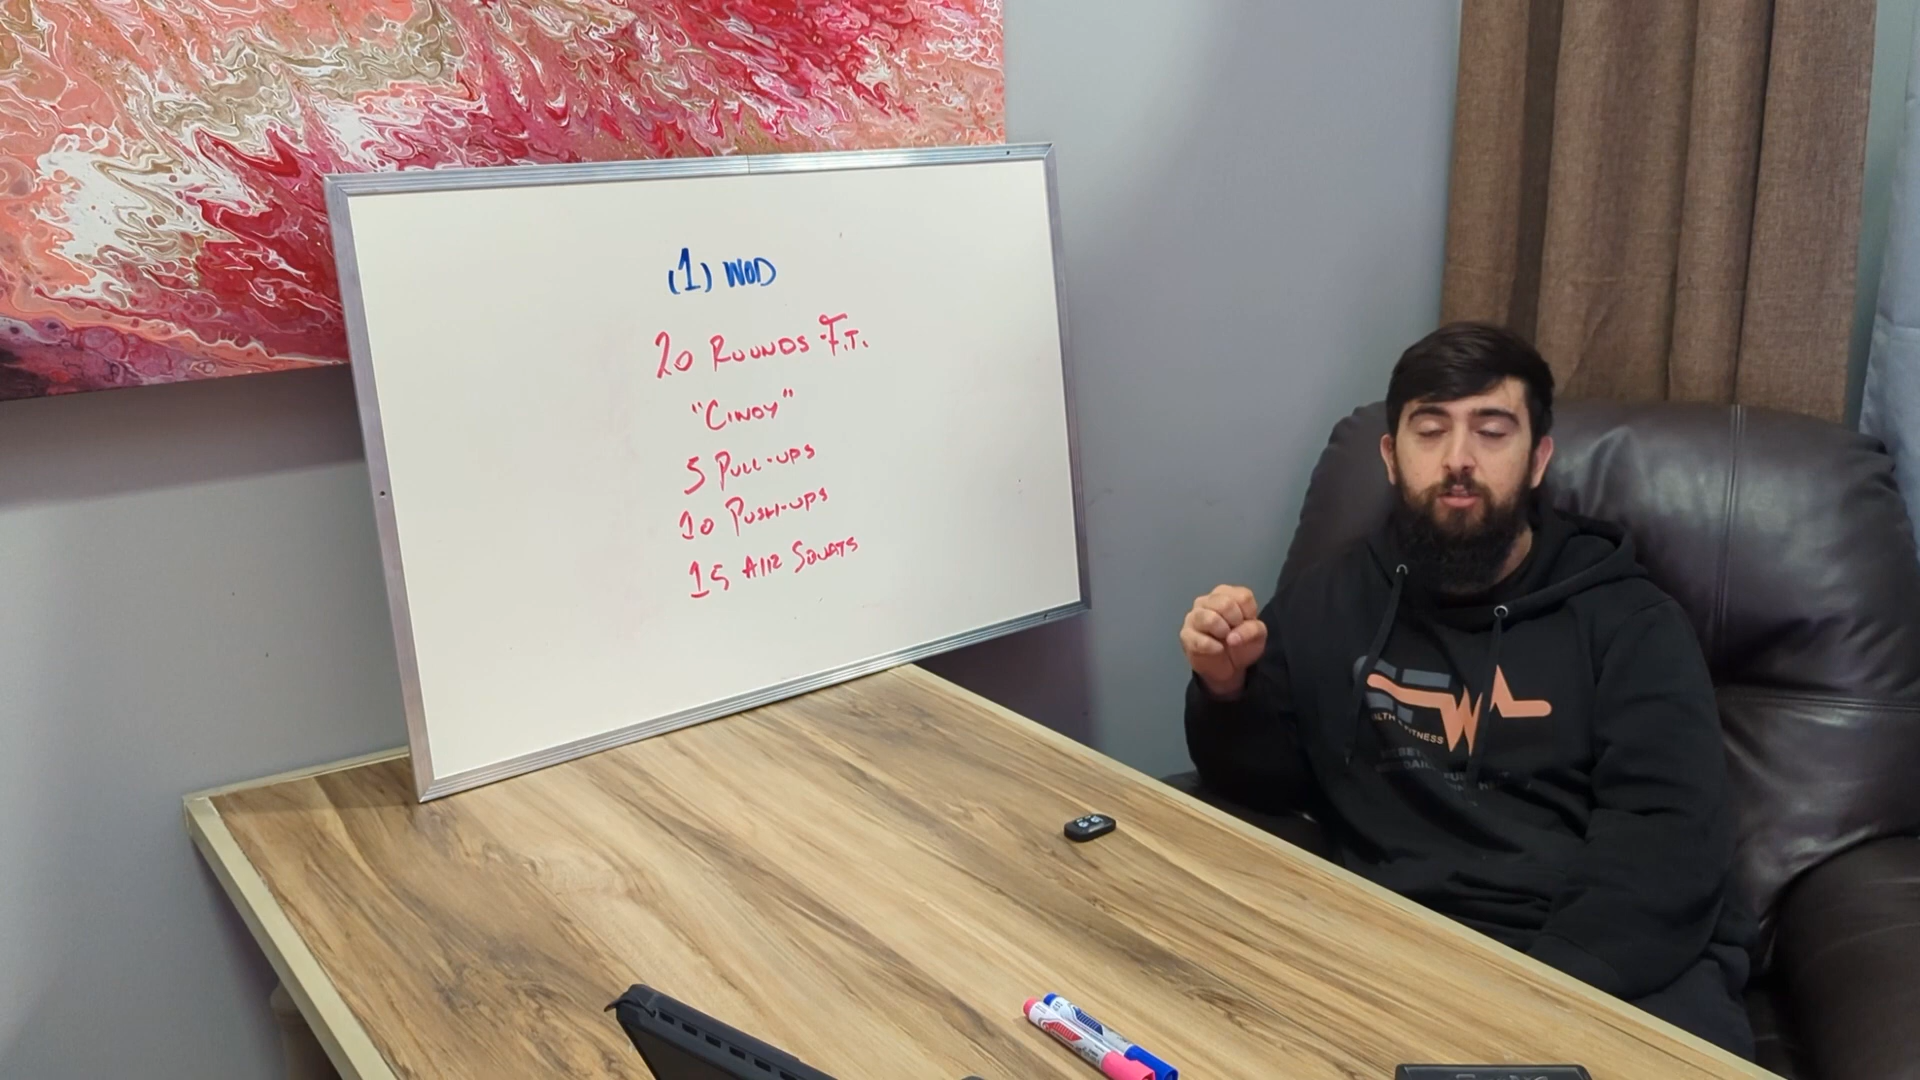 (1) WOD
20 ROUNDS F.T.
"CINDY"
5 PULL-UPS
10 PUSH-UPS
15 AIR SQUATS